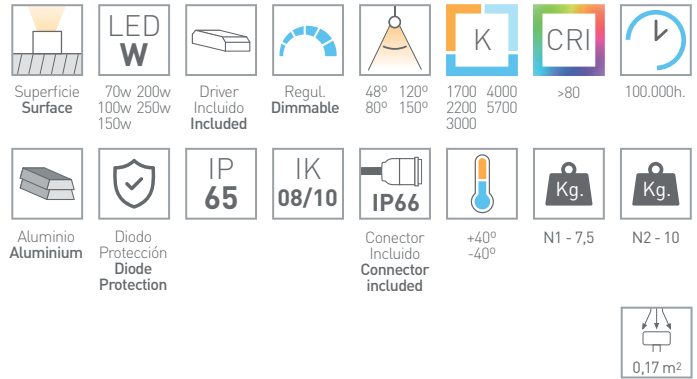 LED
W
K
CRI
Superficie
Surface
70w 200w
100w 250w
150w
Driver
Incluido
Included
Regul.
Dimmable
48º 120º
80º 150º
1700 4000
2200 5700
3000
>80
100.000h.
IP
65
IK
08/10
IP66
Kg.
Kg.
Aluminio
Aluminium
Diodo
Protección
Diode
Protection
Conector
Incluido
Connector
included
+40º
-40º
N1 - 7,5
N2 - 10
0,17 m²